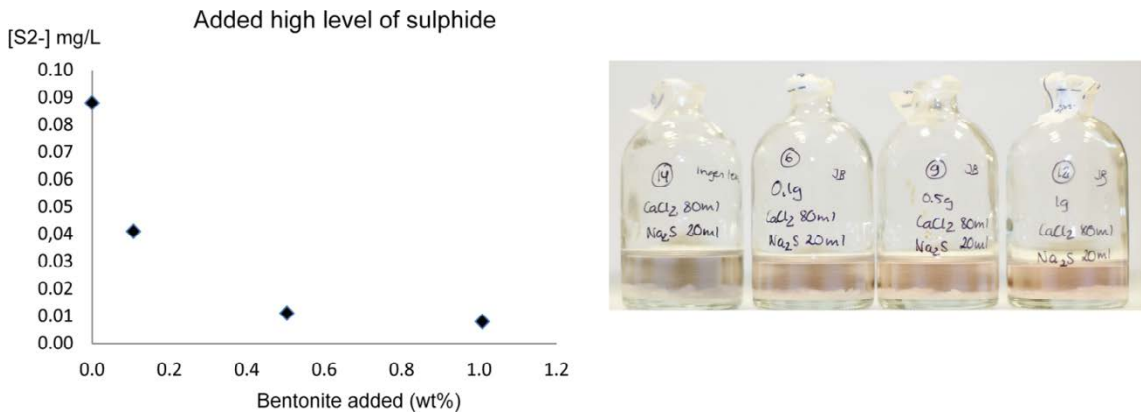 Added high level of sulphide
[S2-] mg/L
0.10
0.09
0.08
0.07
0.06
0.05
0,04
0.03
0.02
0.01
0.00
0.0
0.2
0.4
0.6
0.8
1.0
1.2
Bentonite added (wt%)
14 Ingen
CaCl2 80ml
Na2S 20ml
6 JB
0.1g
CaCl2 80ml
Na2S 20ml
9 JB
0.5g
CaCl2 80ml
Na2S 20ml
JB
1g
CaCl2 80ml
Na2S 20ml